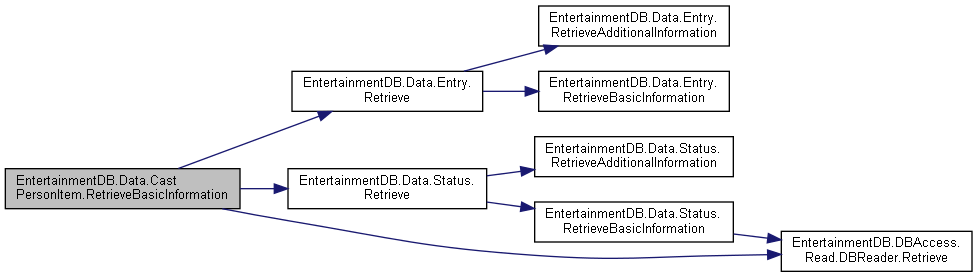 EntertainmentDB.Data.Cast
PersonItem.RetrieveBasicInformation
EntertainmentDB.Data.Entry.
Retrieve
EntertainmentDB.Data.Entry.
RetrieveAdditionalInformation
EntertainmentDB.Data.Entry.
RetrieveBasicInformation
EntertainmentDB.Data.Status.
Retrieve
EntertainmentDB.Data.Status.
RetrieveAdditionalInformation
EntertainmentDB.Data.Status.
RetrieveBasicInformation
EntertainmentDB.DBAccess.
Read.DBReader.Retrieve